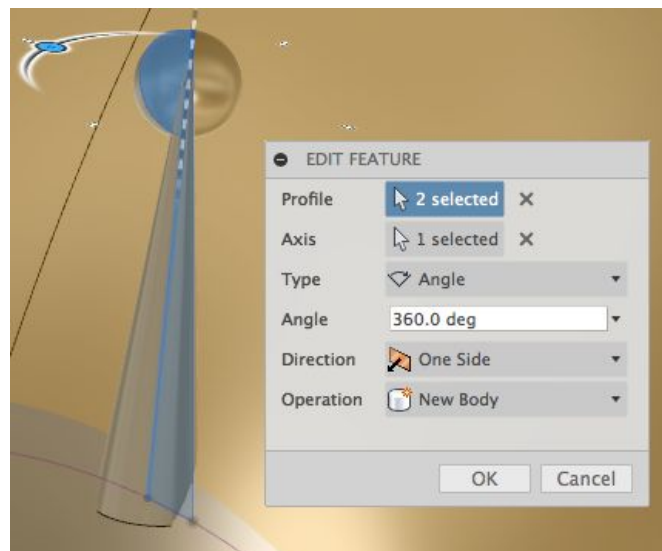 EDIT FEATURE
Profile 2 selected
Axis 1 selected
Type Angle
Angle 360.0 deg
Direction One Side
Operation New Body
OK Cancel